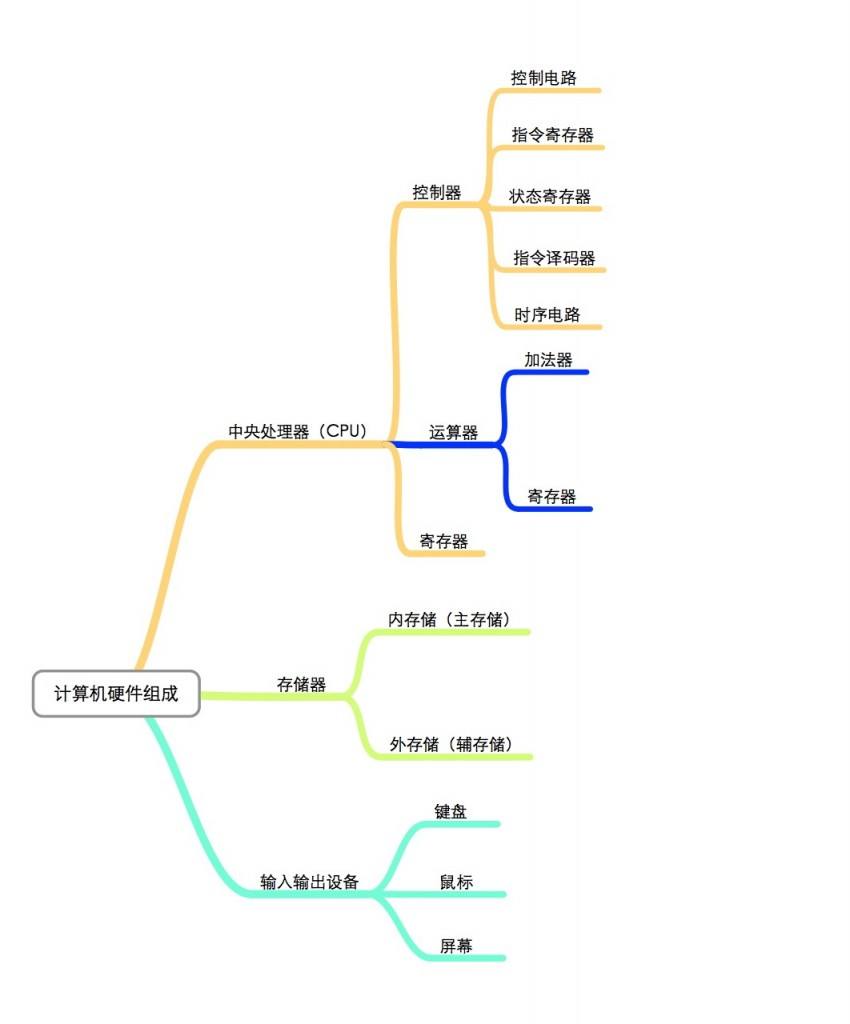 控制电路
指令寄存器
控制器
状态寄存器
指令译码器
时序电路
加法器
中央处理器（CPU）
运算器
寄存器
寄存器
内存储（主存储）
存储器
计算机硬件组成
外存储（辅存储）
键盘
输入输出设备
鼠标
屏幕